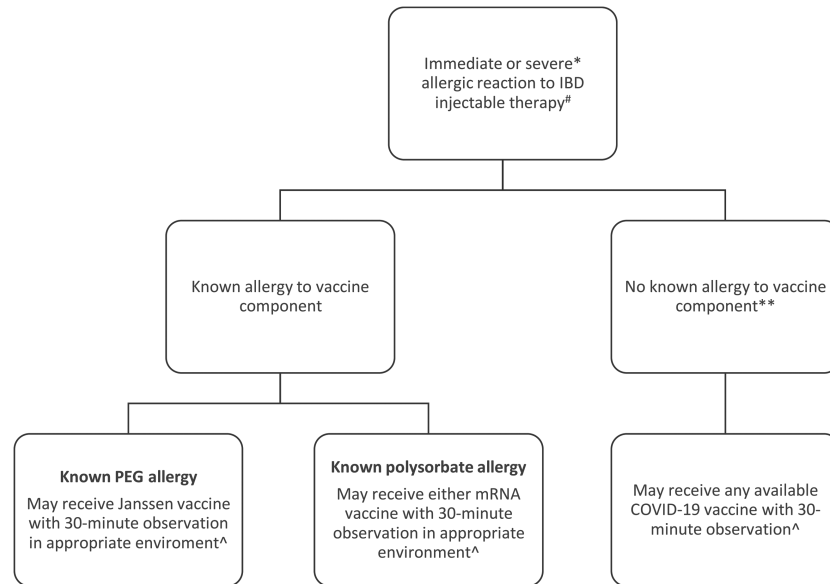 Immediate or severe*
allergic reaction to IBD
injectable therapy#
Known allergy to vaccine
component
No known allergy to vaccine
component**
Known PEG allergy
May receive Janssen vaccine
with 30-minute observation
in appropriate enviroment^
Known polysorbate allergy
May receive either mRNA
vaccine with 30-minute
observation in appropriate
environment^
May receive any available
COVID-19 vaccine with 30-
minute observation^